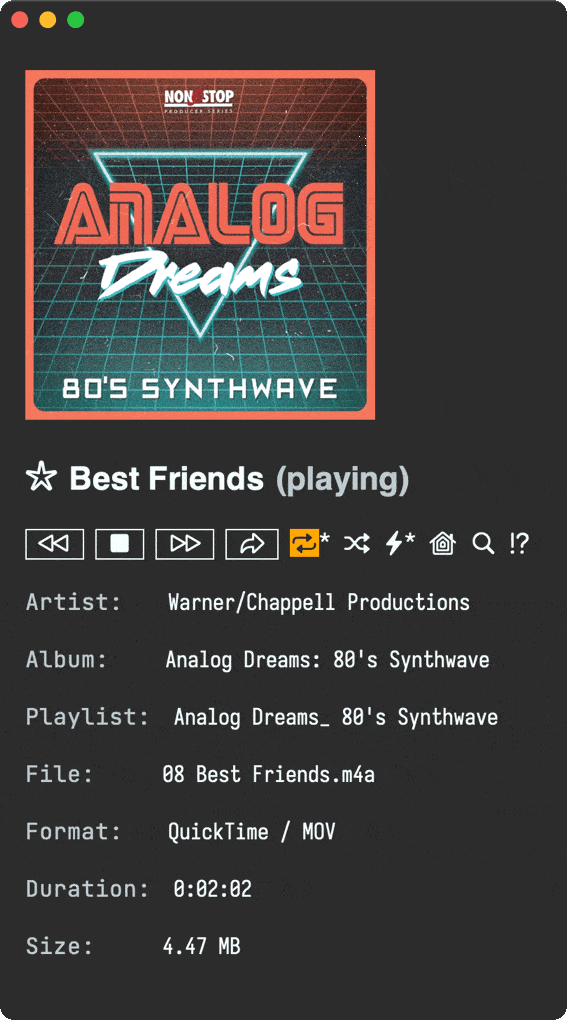 NON STOP
PRODUCER SERIES
ANALOG
Dreams
80'S SYNTHWAVE
☆ Best Friends (playing)
* * !?
Artist: Warner/Chappell Productions
Album: Analog Dreams: 80's Synthwave
Playlist: Analog Dreams_ 80's Synthwave
File: 08 Best Friends.m4a
Format: QuickTime / MOV
Duration: 0:02:02
Size: 4.47 MB